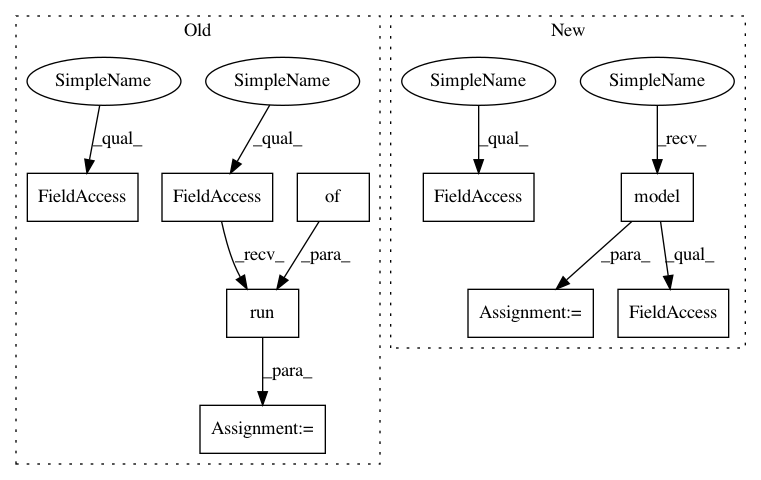 Old
New
SimpleName
SimpleName
SimpleName
SimpleName
_qual_
_qual_
_qual_
_recv_
FieldAccess
FieldAccess
of
FieldAccess
model
_recv_
_para_
_para_
_qual_
run
Assignment:=
FieldAccess
_para_
Assignment:=